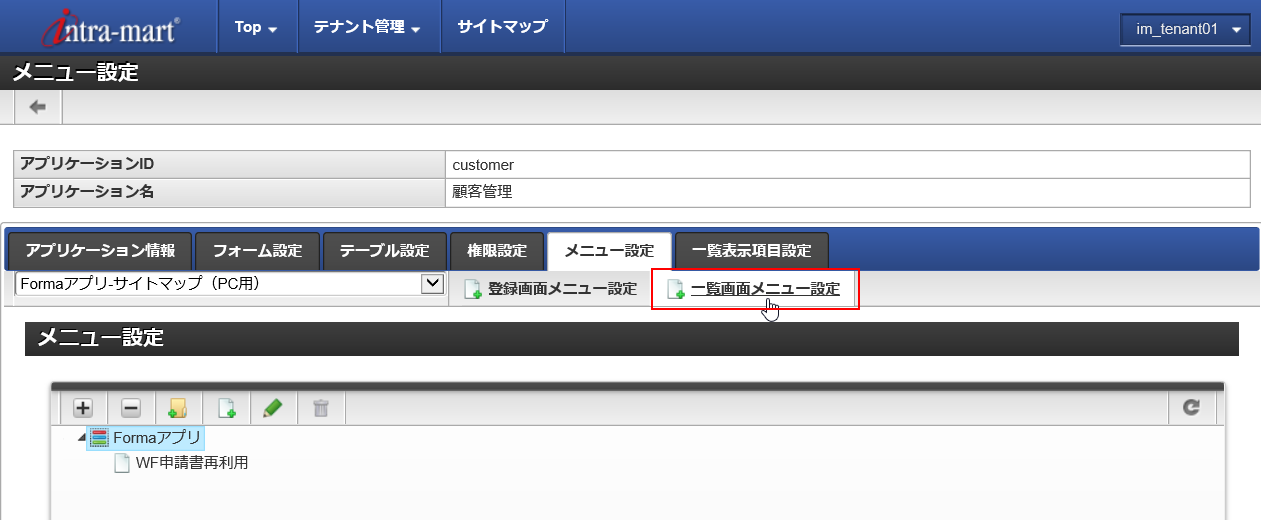 intra-mart® Top テナント管理 サイトマップ im_tenant01
メニュー設定
アプリケーションID customer
アプリケーション名 顧客管理
アプリケーション情報 フォーム設定 テーブル設定 権限設定 メニュー設定 一覧表示項目設定
Formaアプリ-サイトマップ（PC用） 登録画面メニュー設定 一覧画面メニュー設定
メニュー設定
Formaアプリ
WF申請書再利用